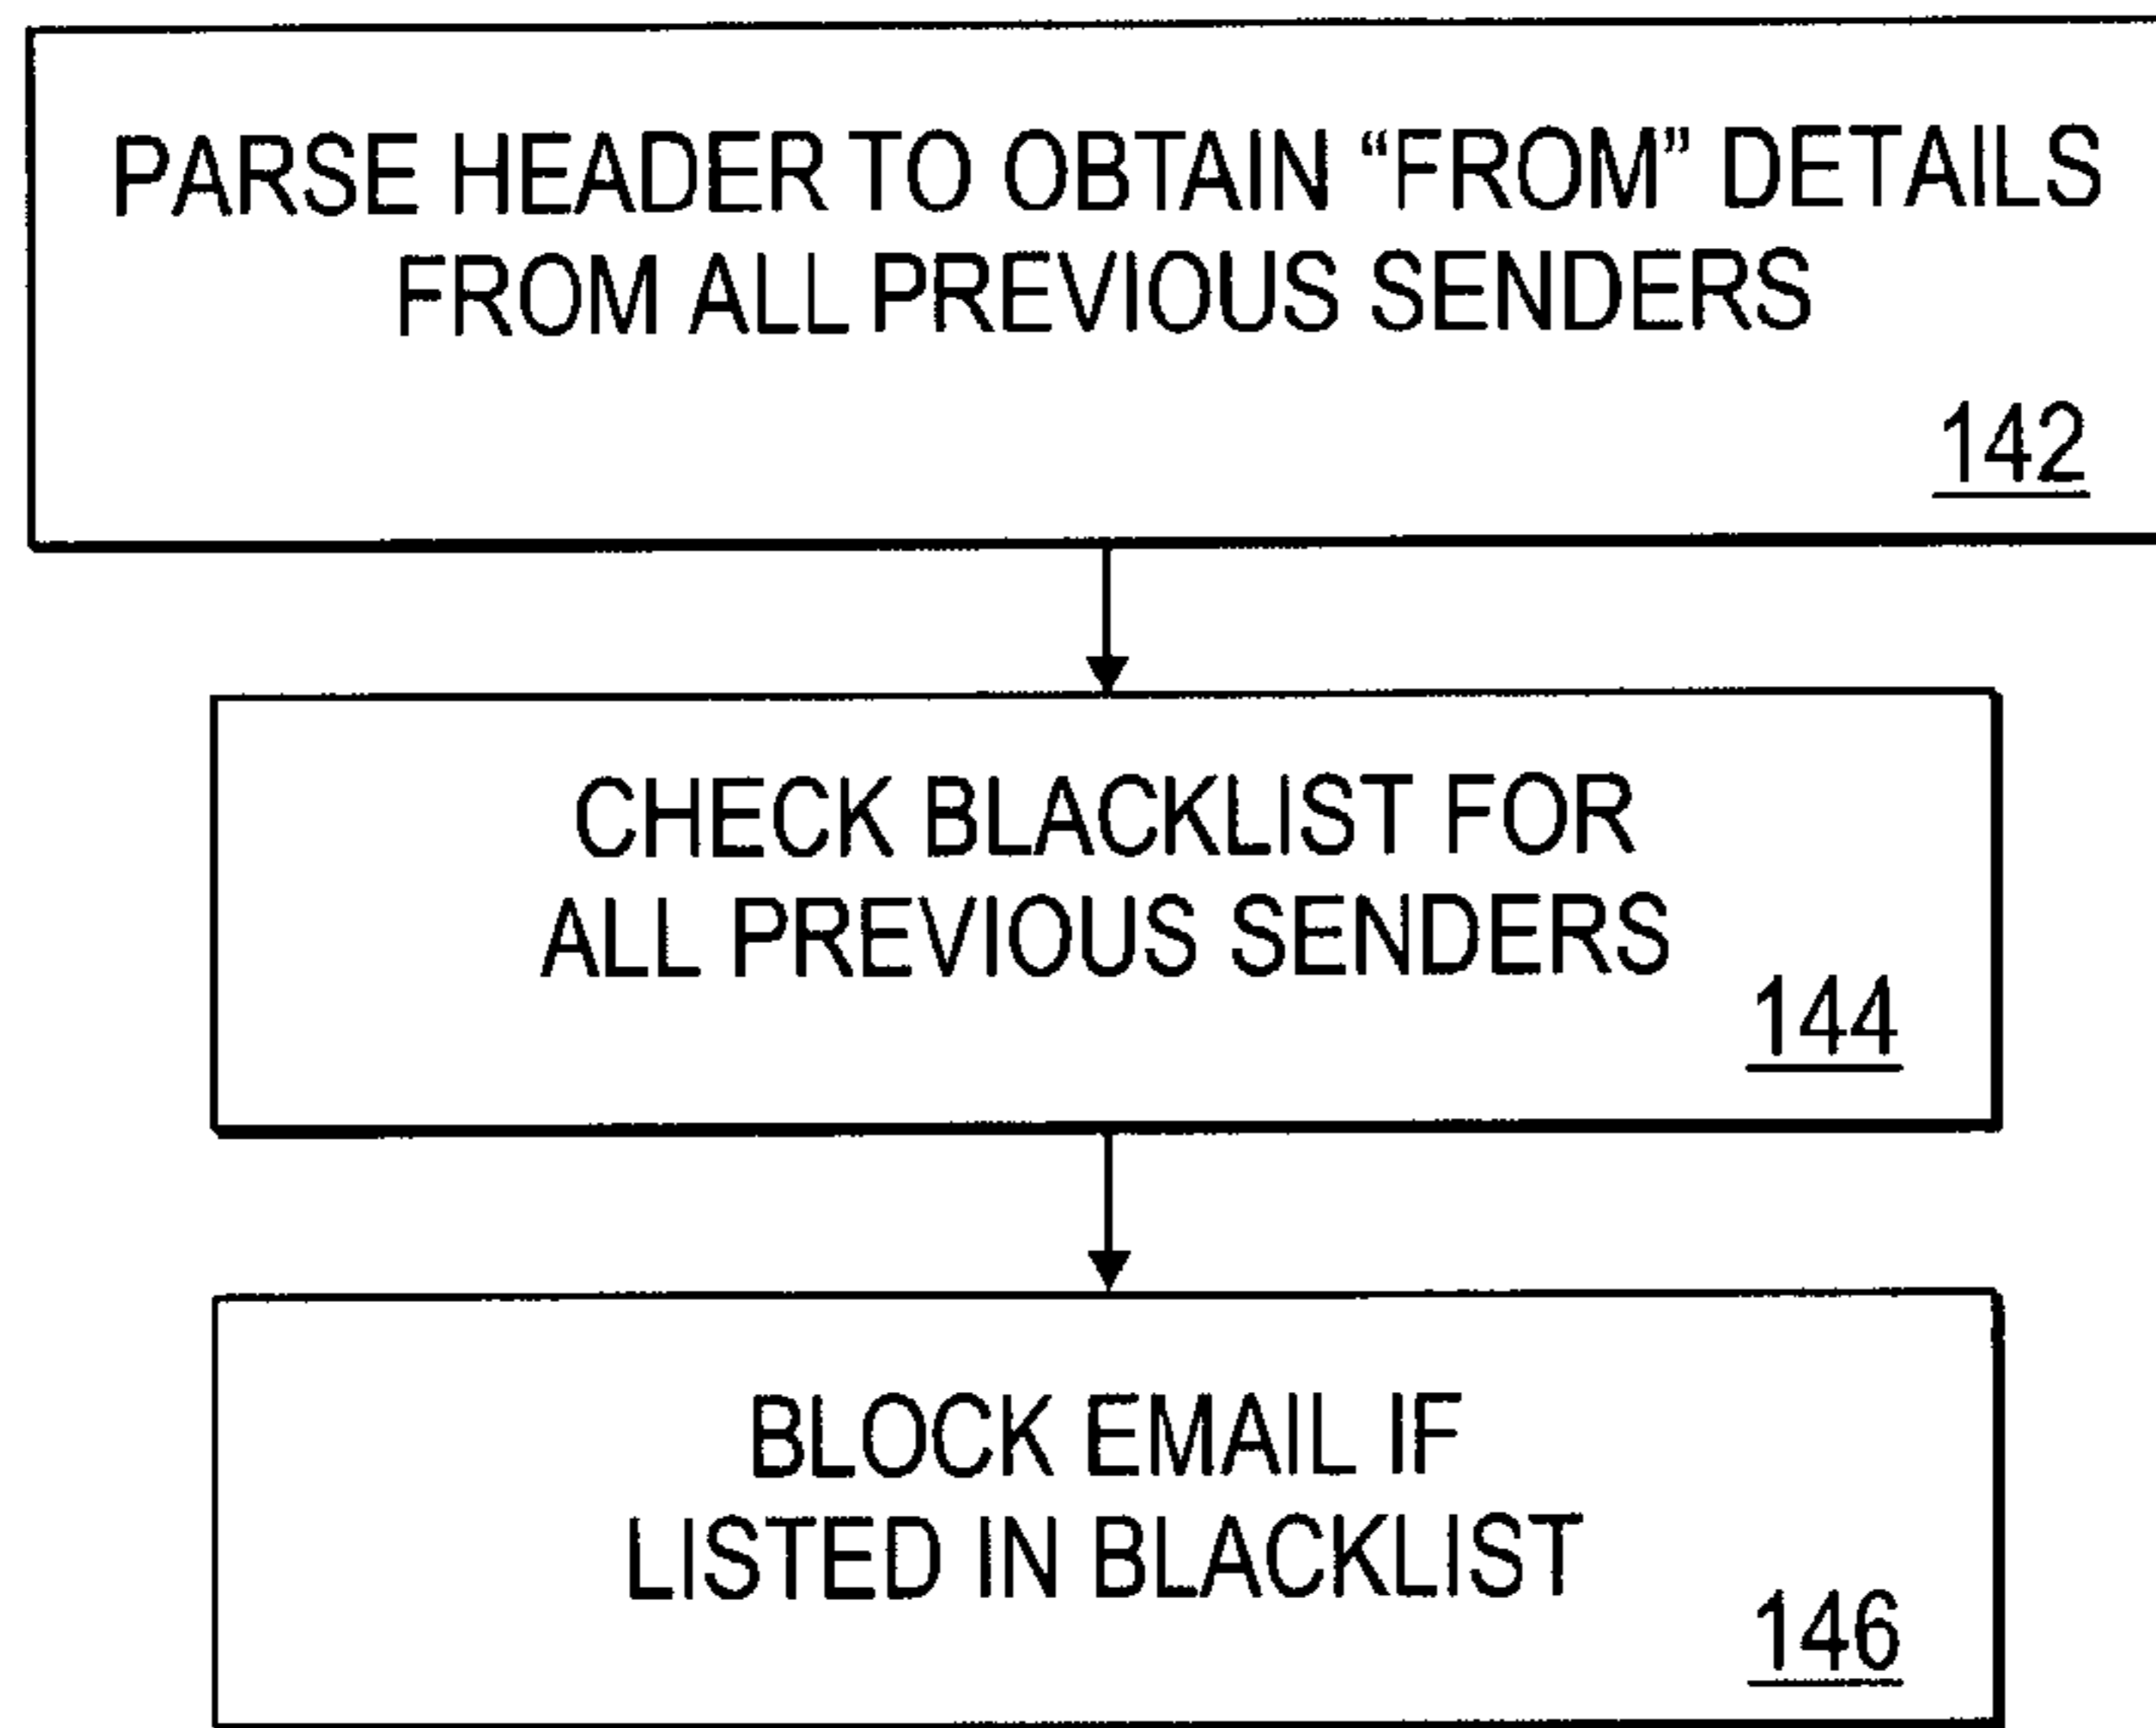 PARSE HEADER TO OBTAIN “FROM” DETAILS
FROM ALL PREVIOUS SENDERS
142
CHECK BLACKLIST FOR
ALL PREVIOUS SENDERS
144
BLOCK EMAIL IF
LISTED IN BLACKLIST
146